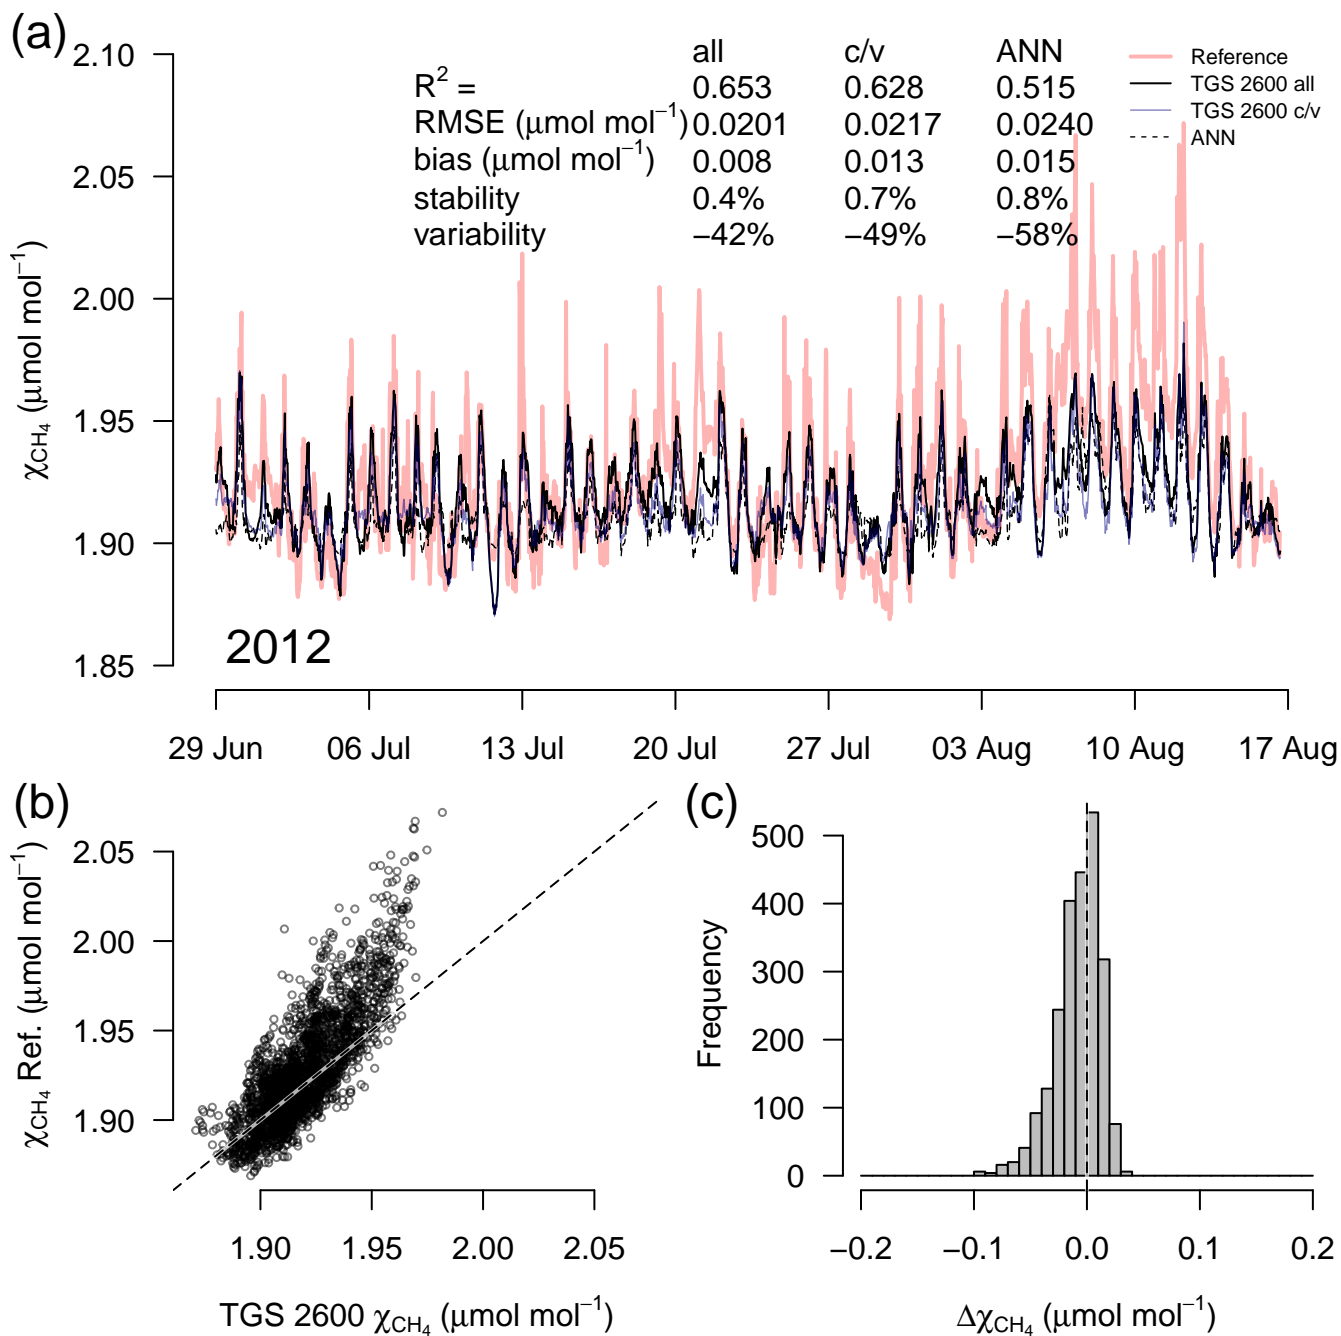 (a)
all c/v ANN
R² = 0.653 0.628 0.515
RMSE (μmol mol⁻¹) 0.0201 0.0217 0.0240
bias (μmol mol⁻¹) 0.008 0.013 0.015
stability 0.4% 0.7% 0.8%
variability −42% −49% −58%
Reference
TGS 2600 all
TGS 2600 c/v
ANN
χCH₄ (μmol mol⁻¹)
2.10
2.05
2.00
1.95
1.90
1.85
2012
29 Jun 06 Jul 13 Jul 20 Jul 27 Jul 03 Aug 10 Aug 17 Aug
(b)
χCH₄ Ref. (μmol mol⁻¹)
2.05
2.00
1.95
1.90
1.90 1.95 2.00 2.05
TGS 2600 χCH₄ (μmol mol⁻¹)
(c)
Frequency
500
400
300
200
100
0
−0.2 −0.1 0.0 0.1 0.2
ΔχCH₄ (μmol mol⁻¹)